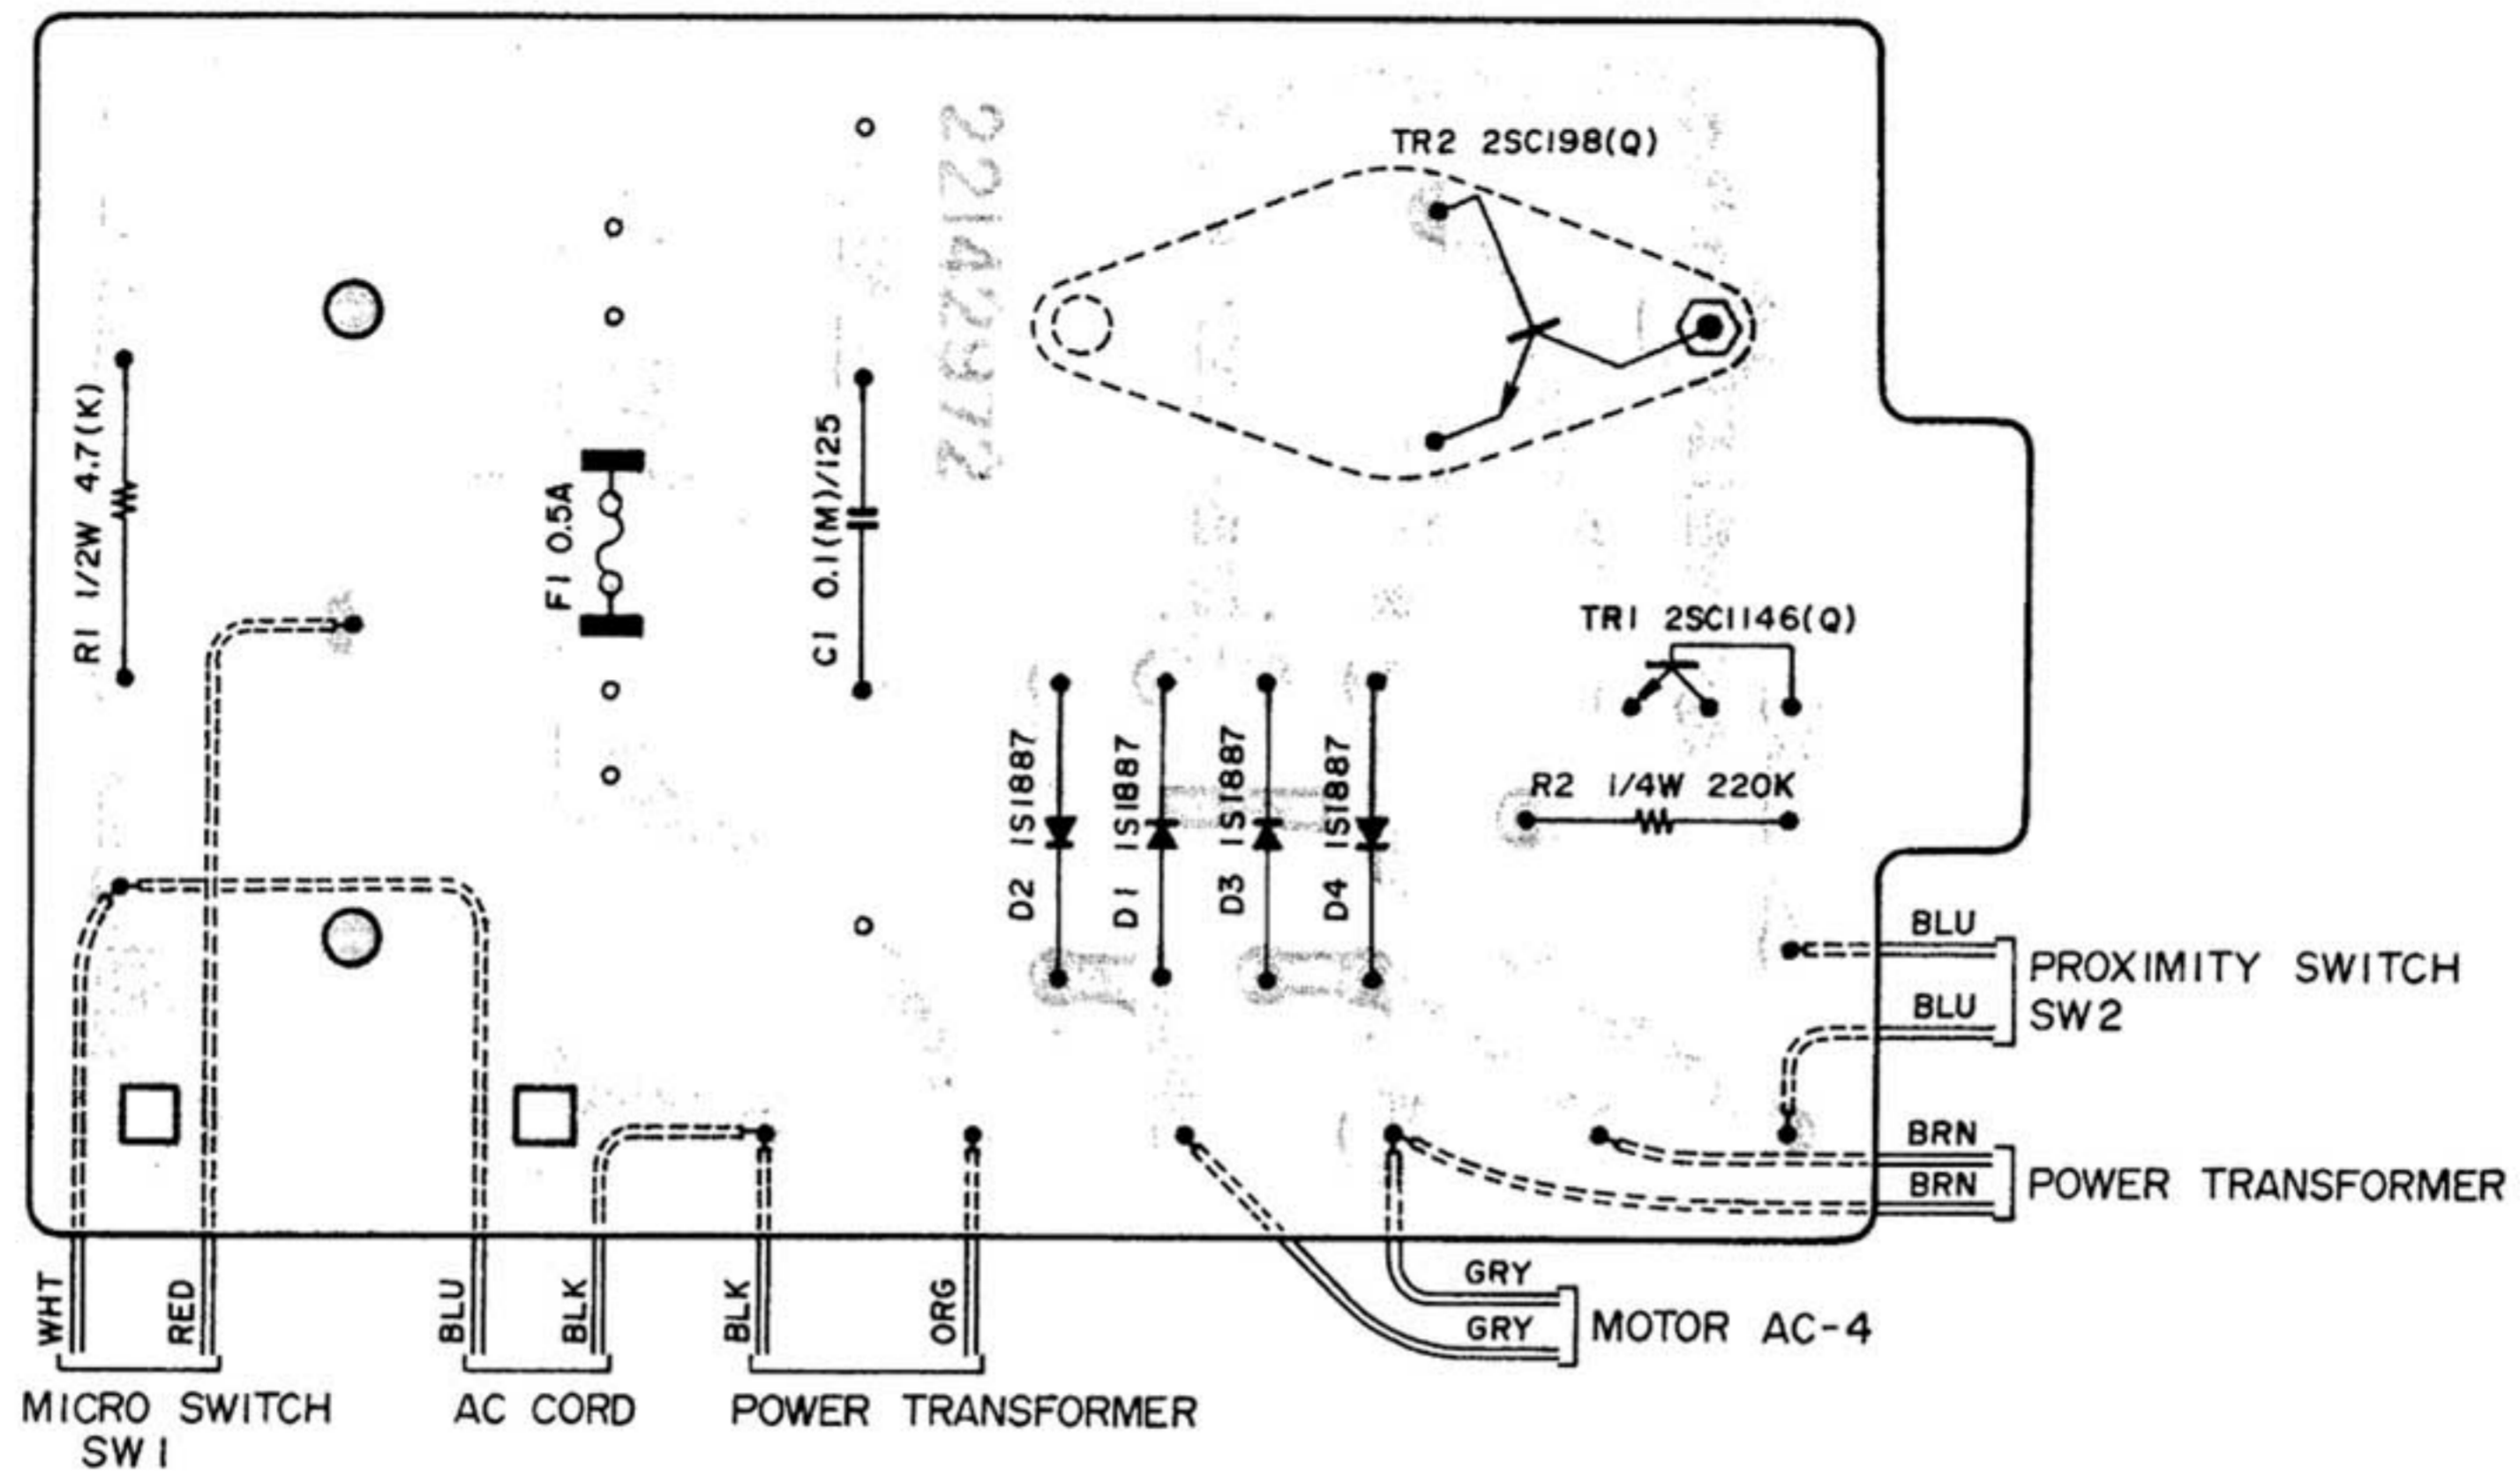 TR2 2SC198(Q)
22142972
R1 1/2W 4.7(K)
F1 0.5A
C1 0.1(M)/125
TR1 2SC1146(Q)
D2 1S1887
D1 1S1887
D3 1S1887
D4 1S1887
R2 1/4W 220K
BLU
BLU
PROXIMITY SWITCH
SW2
BRN
BRN
POWER TRANSFORMER
GRY
GRY
MOTOR AC-4
WHT
RED
BLU
BLK
BLK
ORG
MICRO SWITCH
SW1
AC CORD
POWER TRANSFORMER